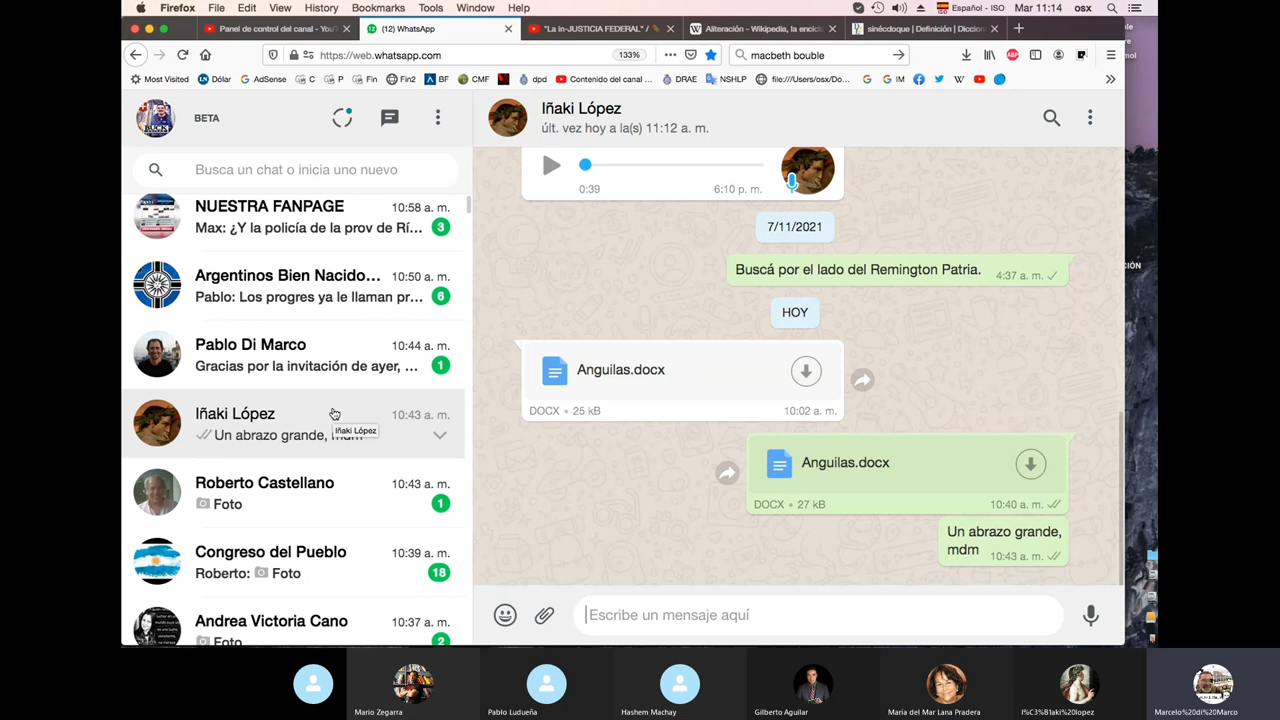 Firefox File Edit View History Bookmarks Tools Window Help
Español - ISO Mar 11:14 osx
Panel de control del canal - YouT
(12) WhatsApp
"La in-JUSTICIA FEDERAL" /
Aliteración - Wikipedia, la encicl
sinécdoque | Definición | Diccion
https://web.whatsapp.com
133%
macbeth bouble
ABP
Most Visited Dólar AdSense C P Fin Fin2 BF CMF dpd Contenido del canal ... DRAE NSHLP file:///Users/osx/Do... G IM
BETA
Busca un chat o inicia uno nuevo
NUESTRA FANPAGE 10:58 a. m.
Max: ¿Y la policía de la prov de Rí... 3
Argentinos Bien Nacido... 10:50 a. m.
Pablo: Los progres ya le llaman pr... 6
Pablo Di Marco 10:44 a. m.
Gracias por la invitación de ayer, ... 1
Iñaki López 10:43 a. m.
Un abrazo grande, mdm
Iñaki López
Roberto Castellano 10:43 a. m.
Foto 1
Congreso del Pueblo 10:39 a. m.
Roberto: Foto 18
Andrea Victoria Cano 10:37 a. m.
Foto 2
Iñaki López
últ. vez hoy a la(s) 11:12 a. m.
0:39 6:10 p. m.
7/11/2021
Buscá por el lado del Remington Patria. 4:37 a. m.
HOY
Anguilas.docx
DOCX • 25 kB 10:02 a. m.
Anguilas.docx
DOCX • 27 kB 10:40 a. m.
Un abrazo grande,
mdm 10:43 a. m.
Escribe un mensaje aquí
CIÓN
Mario Zegarra
Pablo Ludueña
Hashem Machay
Gilberto Aguilar
María del Mar Lana Pradera
I%C3%81aki%20lopez
Marcelo%20di%20Marco